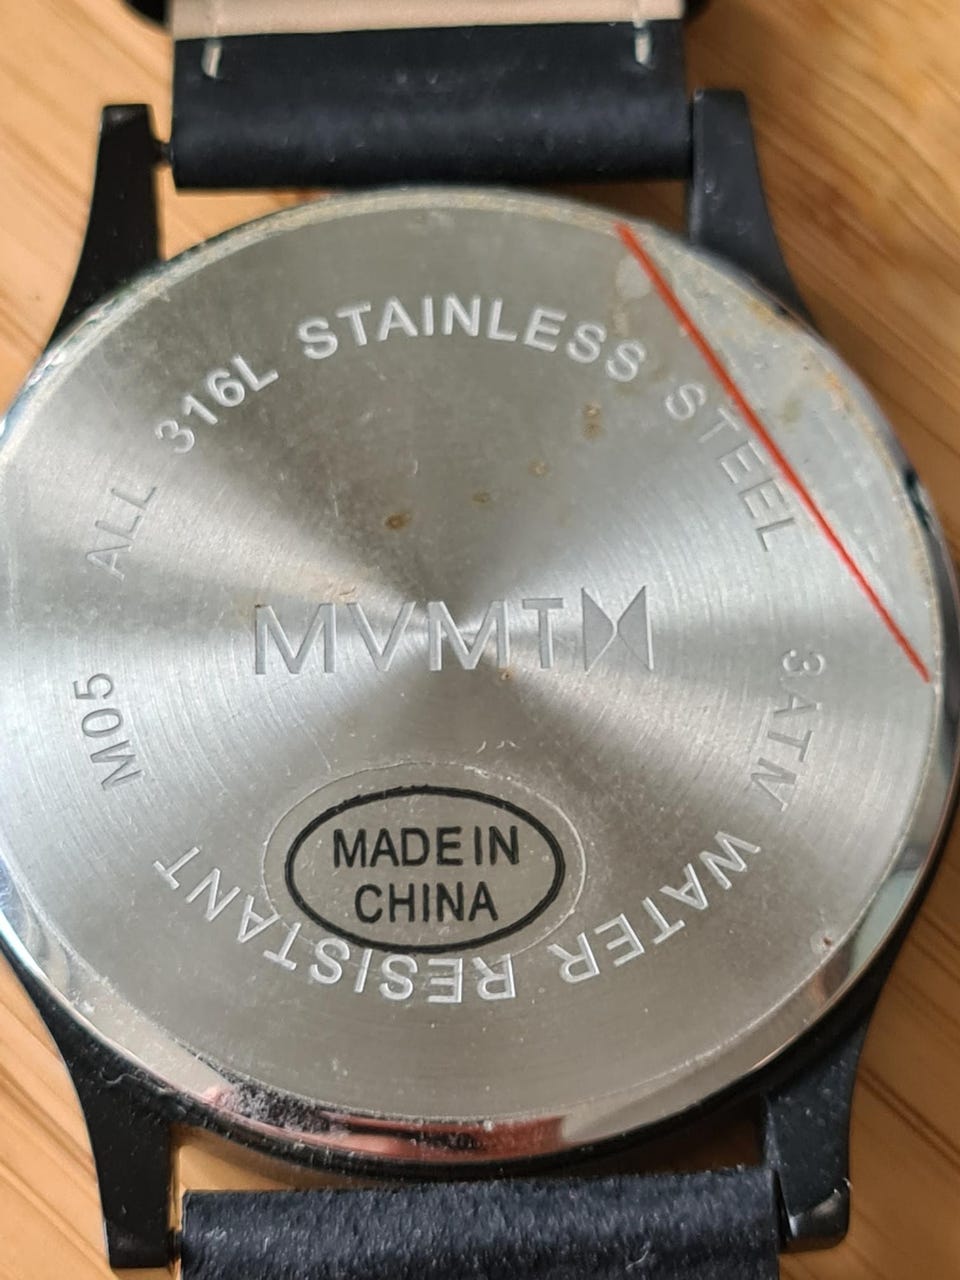 ALL 316L STAINLESS STEEL
MVMT
M05
3ATM WATER RESISTANT
MADE IN
CHINA